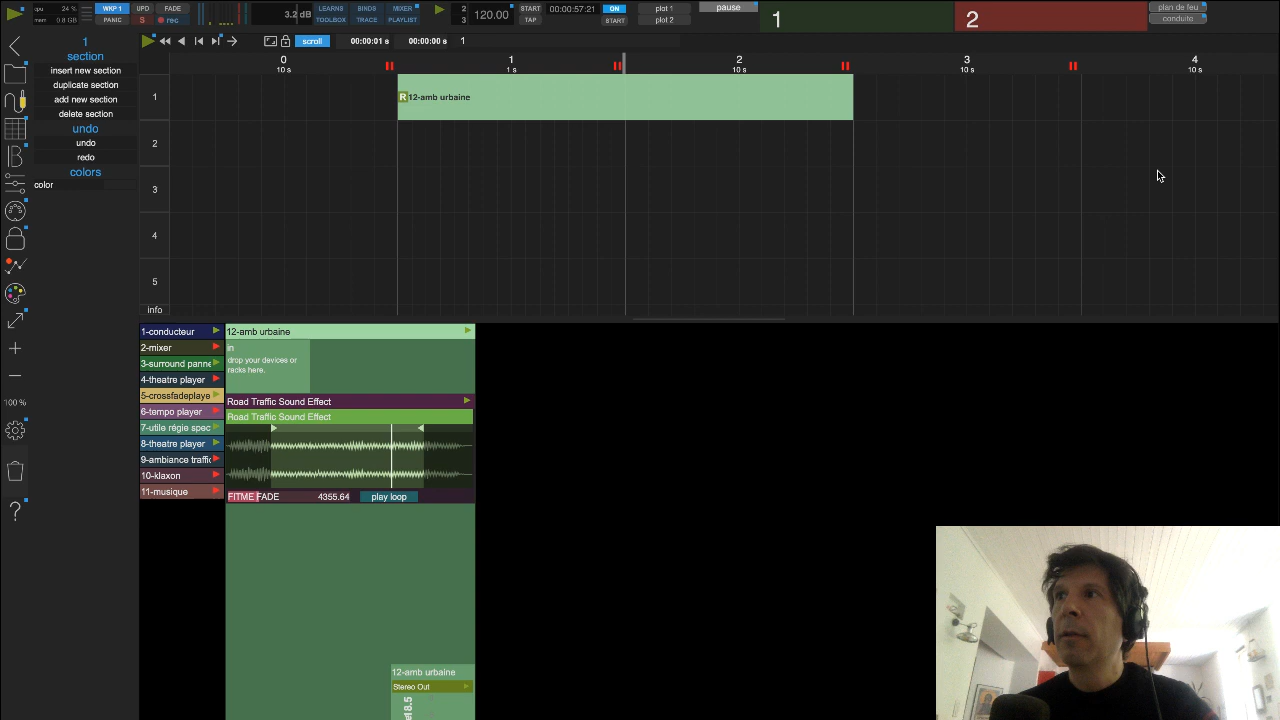 cpu 24 %
mem 9.8 GB
WKP 1
PANIC
UPD
S
FADE
rec
3.2 dB
LEARNS
TOOLBOX
BINDS
TRACE
MIXER
PLAYLIST
2
3
120.00
START
TAP
00:00:57:21
ON
START
plot 1
plot 2
pause
1
2
plan de feu
conduite
scroll
00:00:01 s
00:00:00 s
1
1
section
insert new section
duplicate section
add new section
delete section
undo
undo
redo
colors
color
100 %
0
10 s
1
1 s
2
10 s
3
10 s
4
10 s
1
R 12-amb urbaine
2
3
4
5
info
1-conducteur
2-mixer
3-surround panne
4-theatre player
5-crossfadeplaye
6-tempo player
7-utile régie spec
8-theatre player
9-ambiance traffic
10-klaxon
11-musique
12-amb urbaine
in
drop your devices or
racks here.
Road Traffic Sound Effect
Road Traffic Sound Effect
FITME FADE
4355.64
play loop
12-amb urbaine
Stereo Out